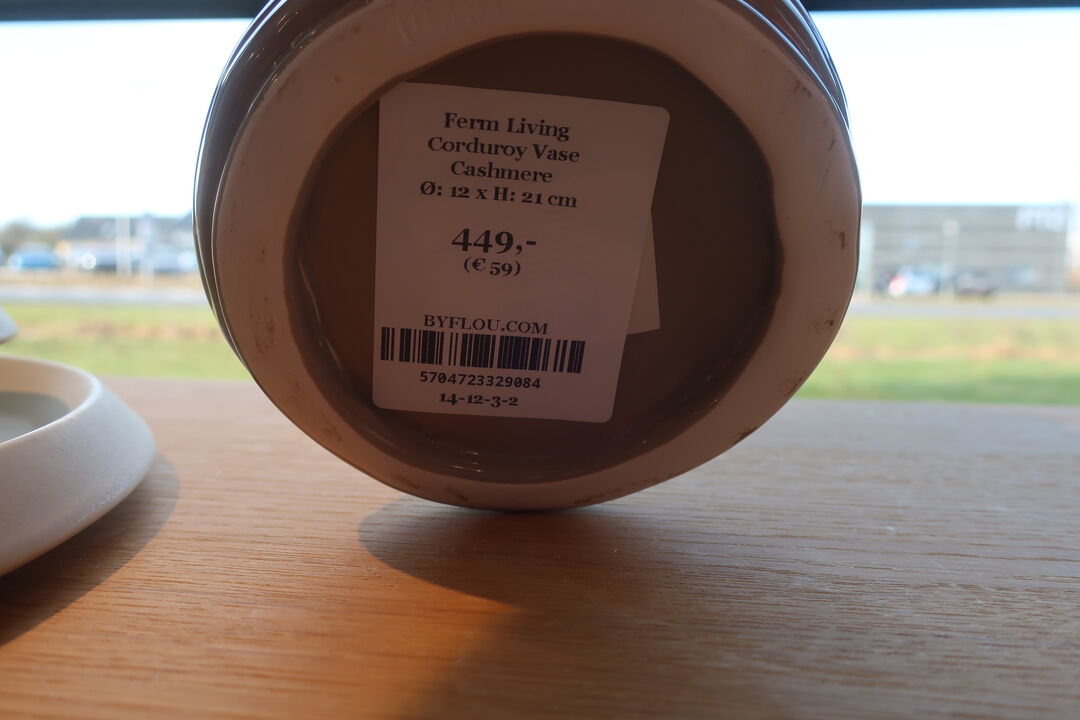 Ferm Living
Corduroy Vase
Cashmere
Ø: 12 x H: 21 cm
449,-
(€ 59)
BYFLOU.COM
5704723329084
14-12-3-2